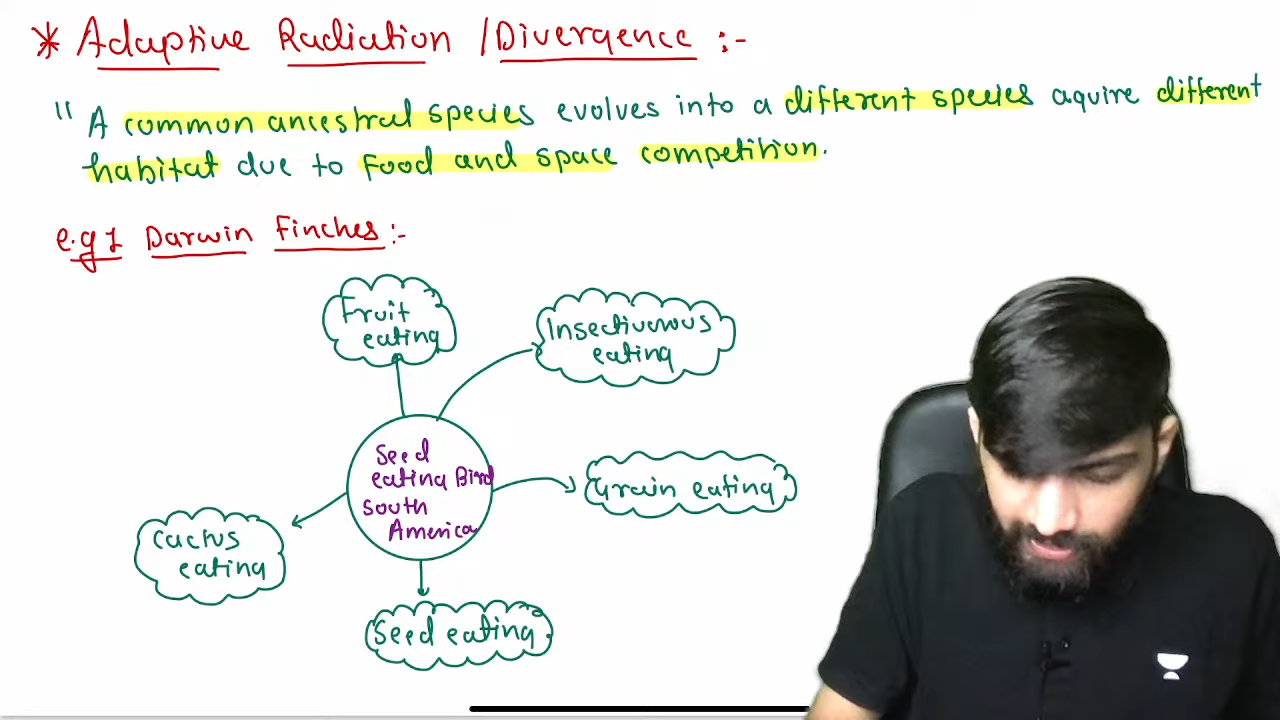 * Adaptive Radiation / Divergence :-
" A common ancestral species evolves into a different species aquire different
habitat due to Food and space competition.
e.g 1 Darwin Finches :-
Fruit
eating
Insectivorous
eating
Seed
eating Bird
South
America
Grain eating
Cactus
eating
Seed eating